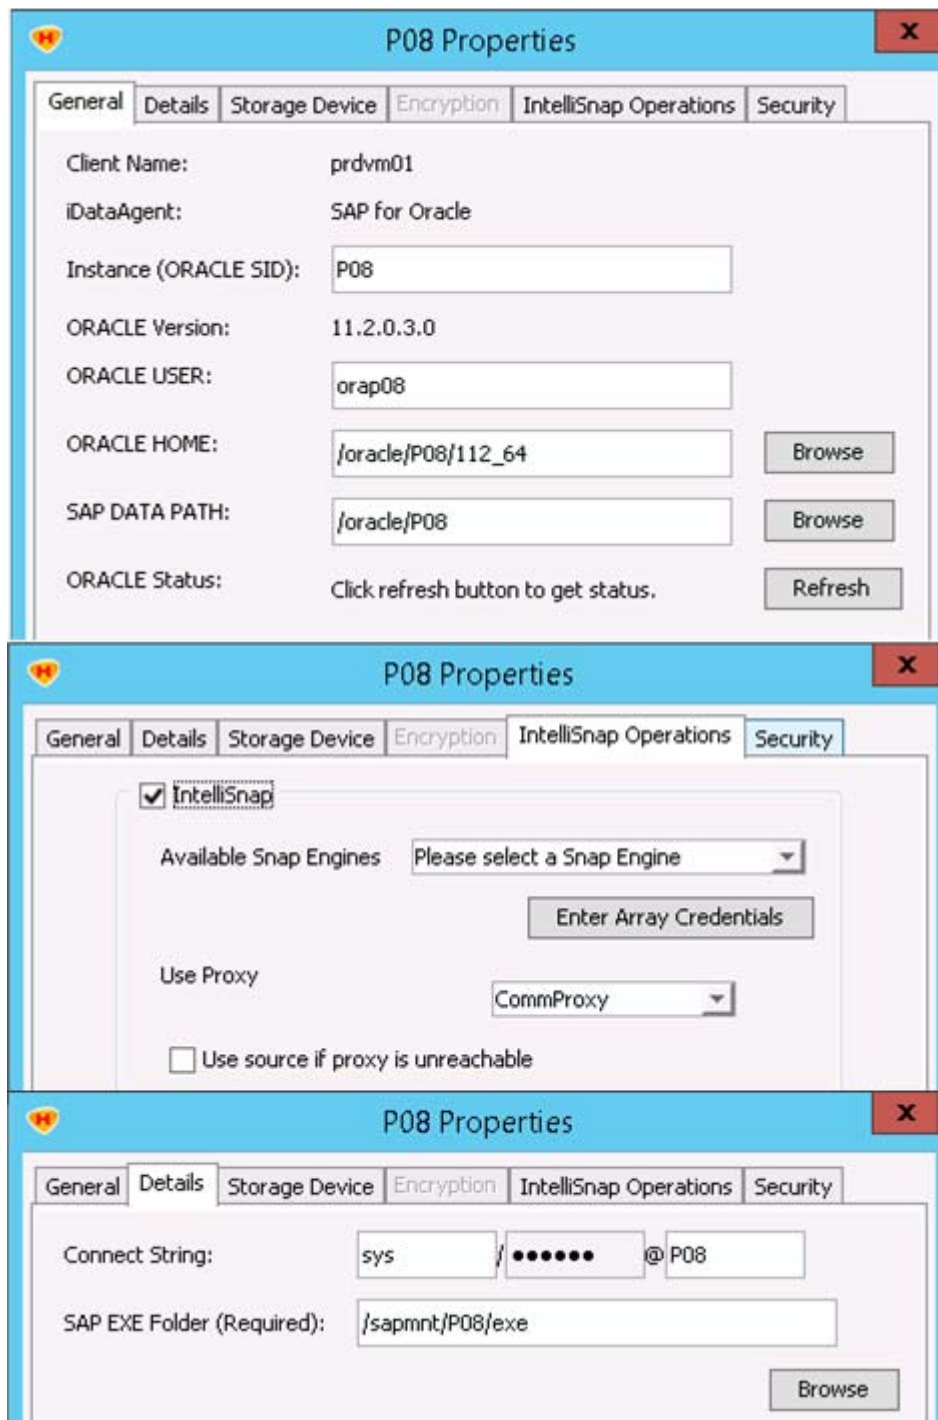 P08 Properties
x
General Details Storage Device Encryption IntelliSnap Operations Security
Client Name: prdvm01
iDataAgent: SAP for Oracle
Instance (ORACLE SID): P08
ORACLE Version: 11.2.0.3.0
ORACLE USER: orap08
ORACLE HOME: /oracle/P08/112_64 Browse
SAP DATA PATH: /oracle/P08 Browse
ORACLE Status: Click refresh button to get status. Refresh
P08 Properties
x
General Details Storage Device Encryption IntelliSnap Operations Security
IntelliSnap
Available Snap Engines Please select a Snap Engine
Enter Array Credentials
Use Proxy
CommProxy
Use source if proxy is unreachable
P08 Properties
x
General Details Storage Device Encryption IntelliSnap Operations Security
Connect String: sys / ●●●●●● @ P08
SAP EXE Folder (Required): /sapmnt/P08/exe
Browse